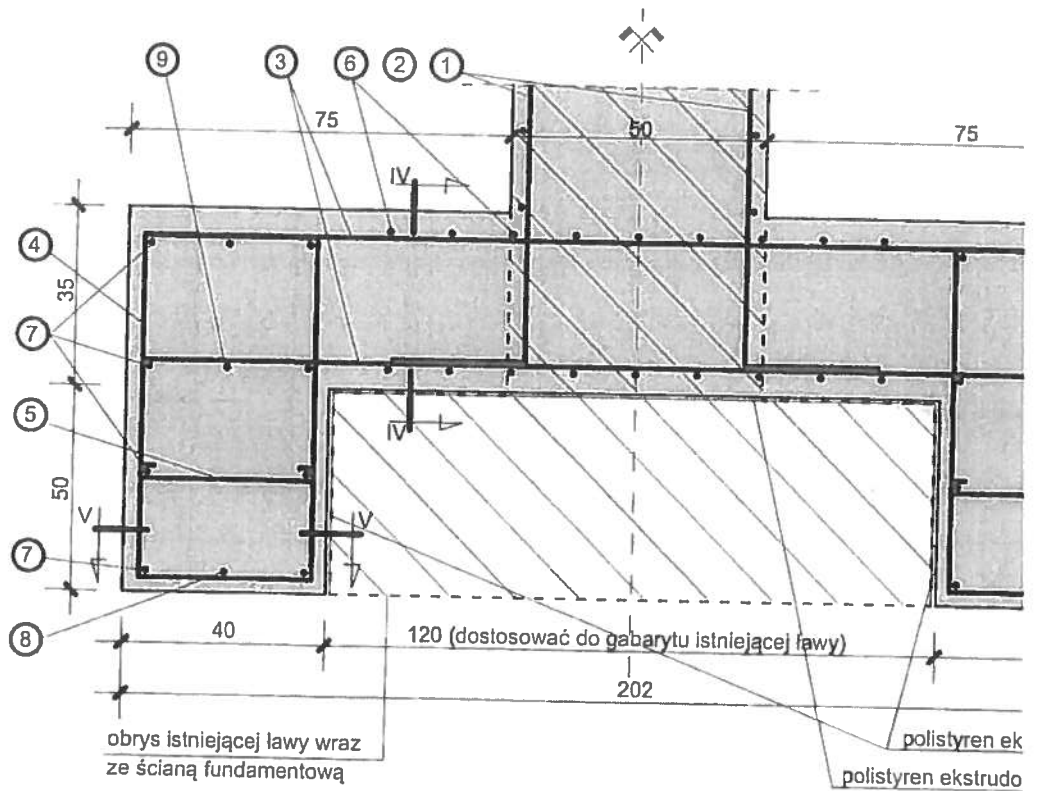 9 3 6 2 1
75 50 75
IV
4
35
7
9
5
IV
50
V V
7
8
40 120 (dostosować do gabarytu istniejącej ławy)
202
obrys istniejącej ławy wraz
ze ścianą fundamentową
polistyren ek
polistyren ekstrudo